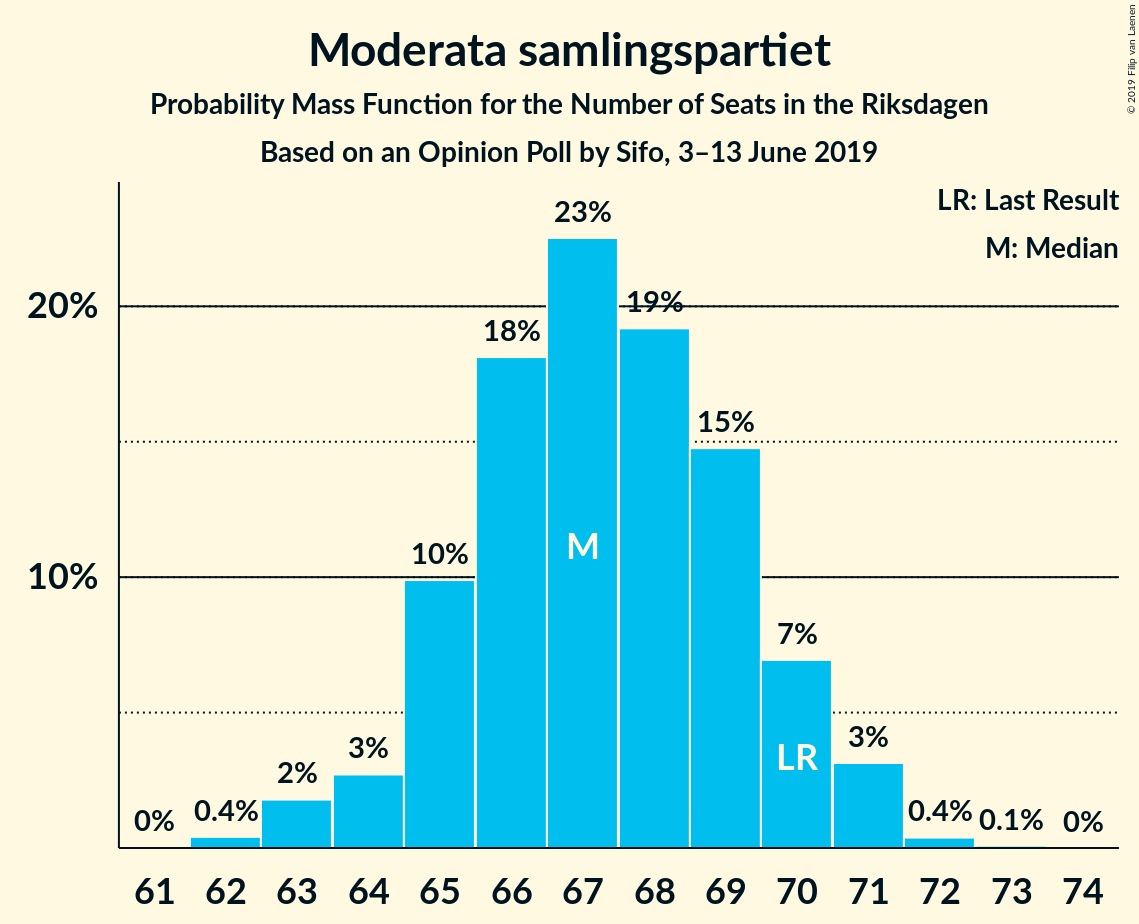 Moderata samlingspartiet
Probability Mass Function for the Number of Seats in the Riksdagen
Based on an Opinion Poll by Sifo, 3–13 June 2019
© 2019 Filip van Laenen
LR: Last Result
M: Median
20%
10%
0%
0.4%
2%
3%
10%
18%
23%
19%
15%
7%
3%
0.4%
0.1%
0%
M
LR
61 62 63 64 65 66 67 68 69 70 71 72 73 74